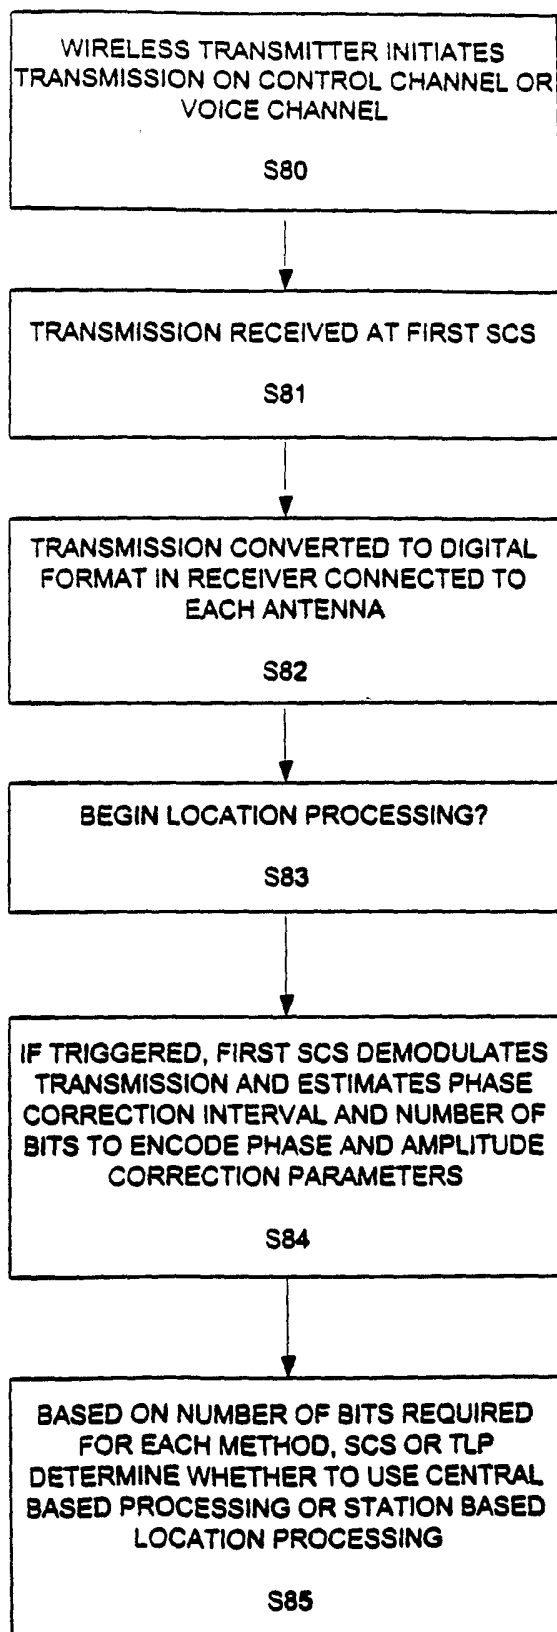 WIRELESS TRANSMITTER INITIATES
TRANSMISSION ON CONTROL CHANNEL OR
VOICE CHANNEL
S80
TRANSMISSION RECEIVED AT FIRST SCS
S81
TRANSMISSION CONVERTED TO DIGITAL
FORMAT IN RECEIVER CONNECTED TO
EACH ANTENNA
S82
BEGIN LOCATION PROCESSING?
S83
IF TRIGGERED, FIRST SCS DEMODULATES
TRANSMISSION AND ESTIMATES PHASE
CORRECTION INTERVAL AND NUMBER OF
BITS TO ENCODE PHASE AND AMPLITUDE
CORRECTION PARAMETERS
S84
BASED ON NUMBER OF BITS REQUIRED
FOR EACH METHOD, SCS OR TLP
DETERMINE WHETHER TO USE CENTRAL
BASED PROCESSING OR STATION BASED
LOCATION PROCESSING
S85